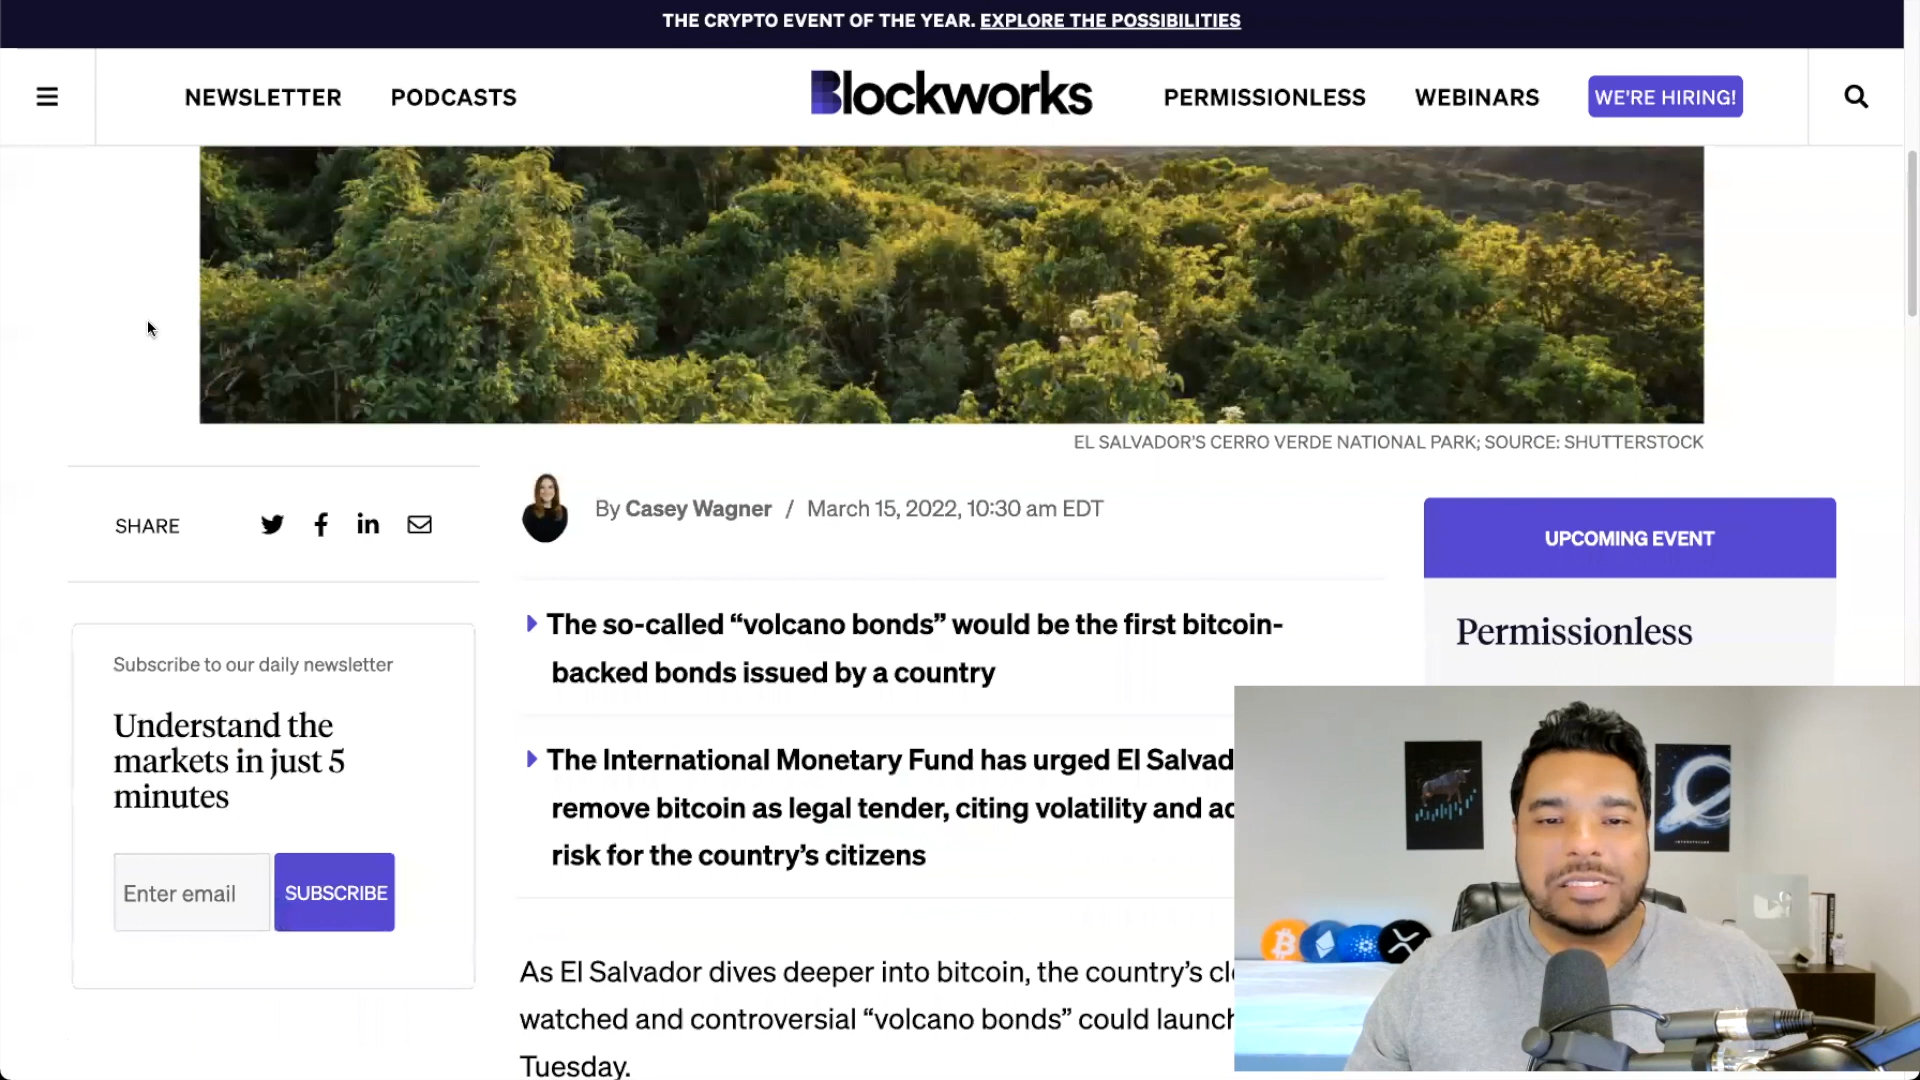 THE CRYPTO EVENT OF THE YEAR. EXPLORE THE POSSIBILITIES
NEWSLETTER
PODCASTS
Blockworks
PERMISSIONLESS
WEBINARS
WE'RE HIRING!
EL SALVADOR'S CERRO VERDE NATIONAL PARK; SOURCE: SHUTTERSTOCK
SHARE
By Casey Wagner / March 15, 2022, 10:30 am EDT
UPCOMING EVENT
Permissionless
The so-called “volcano bonds” would be the first bitcoin-
backed bonds issued by a country
The International Monetary Fund has urged El
remove bitcoin as legal tender, citing volatility and
risk for the country’s citizens
Subscribe to our daily newsletter
Understand the
markets in just 5
minutes
Enter email
SUBSCRIBE
As El Salvador dives deeper into bitcoin, the country’s
watched and controversial “volcano bonds” could launch
Tuesday.
INTERSTELLAR